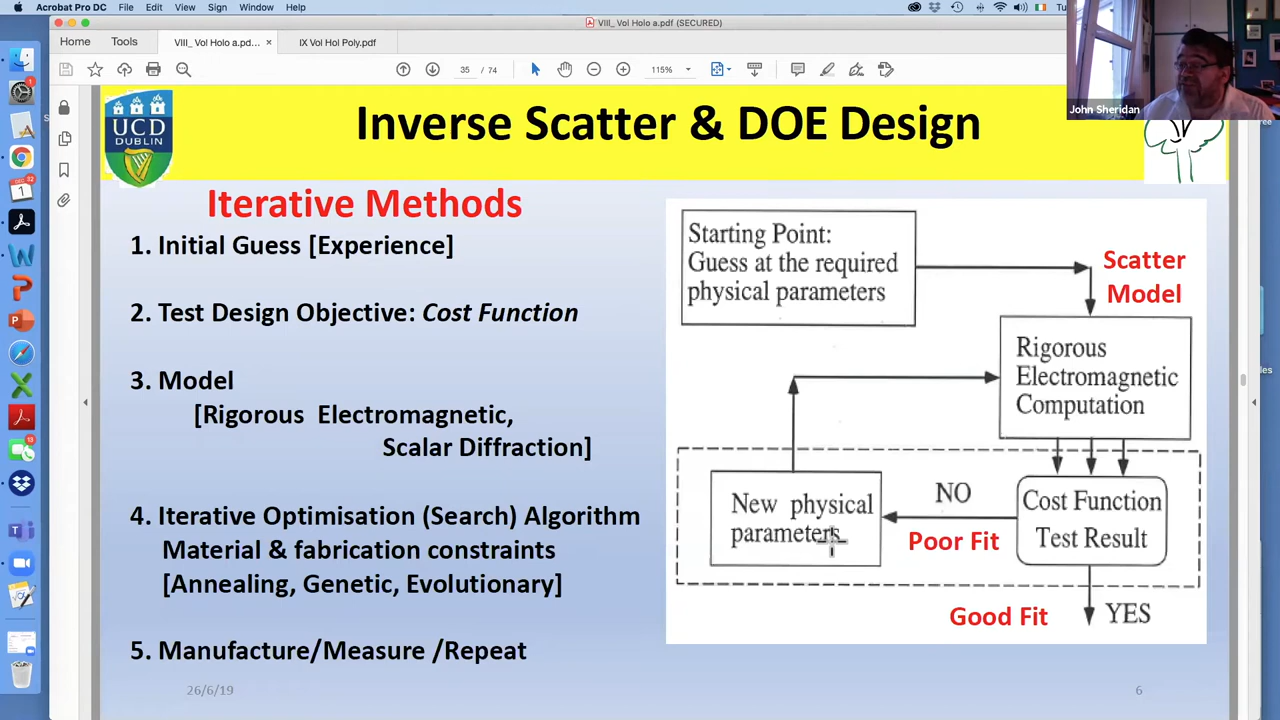 Acrobat Pro DC File Edit View Sign Window Help
VIII_ Vol Holo a.pdf (SECURED)
Home Tools VIII_ Vol Holo a.pd... × IX Vol Hol Poly.pdf
35 / 74 115%
John Sheridan
UCD
DUBLIN
Inverse Scatter & DOE Design
Iterative Methods
1. Initial Guess [Experience]
2. Test Design Objective: Cost Function
3. Model
[Rigorous Electromagnetic,
Scalar Diffraction]
4. Iterative Optimisation (Search) Algorithm
Material & fabrication constraints
[Annealing, Genetic, Evolutionary]
5. Manufacture/Measure /Repeat
Starting Point:
Guess at the required
physical parameters
Scatter
Model
Rigorous
Electromagnetic
Computation
New physical
parameters
NO
Poor Fit
Cost Function
Test Result
Good Fit
YES
26/6/19
6